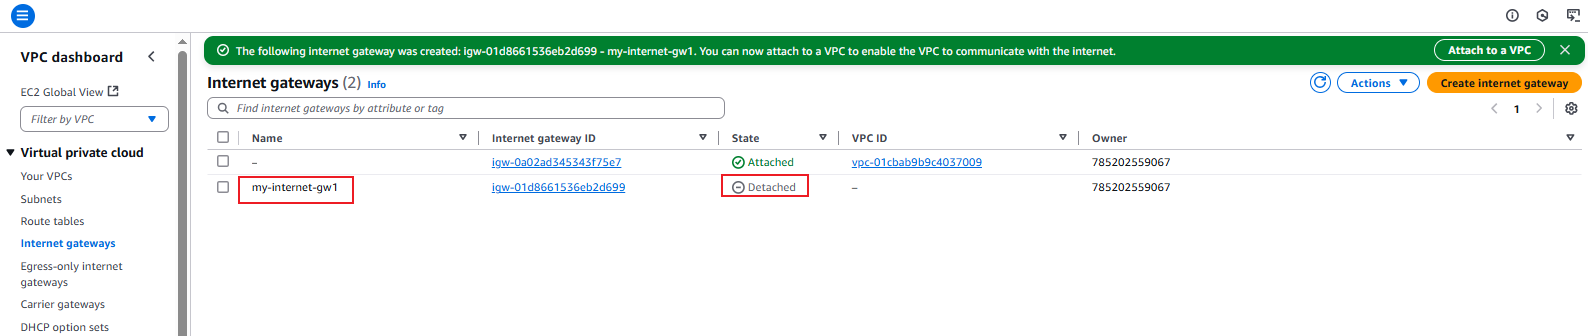 The following internet gateway was created: igw-01d8661536eb2d699 - my-internet-gw1. You can now attach to a VPC to enable the VPC to communicate with the internet. Attach to a VPC
VPC dashboard
EC2 Global View
Filter by VPC
Virtual private cloud
Your VPCs
Subnets
Route tables
Internet gateways
Egress-only internet
gateways
Carrier gateways
DHCP option sets
Internet gateways (2) Info
Actions
Create internet gateway
Find internet gateways by attribute or tag
1
Name Internet gateway ID State VPC ID Owner
– igw-0a02ad345343f75e7 Attached vpc-01cbab9b9c4037009 785202559067
my-internet-gw1 igw-01d8661536eb2d699 Detached – 785202559067